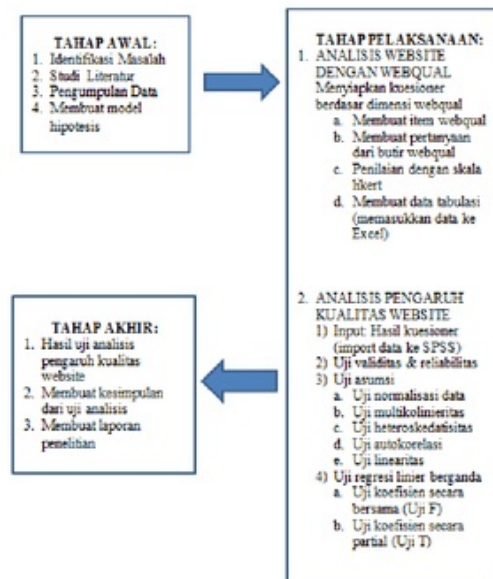 TAHAP AWAL:
1. Identifikasi Masalah
2. Studi Literatur
3. Pengumpulan Data
4. Membuat model
hipotesis
TAHAP PELAKSANAAN:
1. ANALISIS WEBSITE
DENGAN WEBQUAL
Menyiapkan kuesioner
berdasar dimensi webqual
a. Membuat item webqual
b. Membuat pertanyaan
dari butir webqual
c. Penilaian dengan skala
likert
d. Membuat data tabulasi
(memasukkan data ke
Excel)
2. ANALISIS PENGARUH
KUALITAS WEBSITE
1) Input: Hasil kuesioner
(import data ke SPSS)
2) Uji validitas & reliabilitas
3) Uji asumsi
a. Uji normalisasi data
b. Uji multikolinieritas
c. Uji heteroskedatisitas
d. Uji autokorelasi
e. Uji linearitas
4) Uji regresi linier berganda
a. Uji koefisien secara
bersama (Uji F)
b. Uji koefisien secara
partial (Uji T)
TAHAP AKHIR:
1. Hasil uji analisis
pengaruh kualitas
website
2. Membuat kesimpulan
dari uji analisis
3. Membuat laporan
penelitian